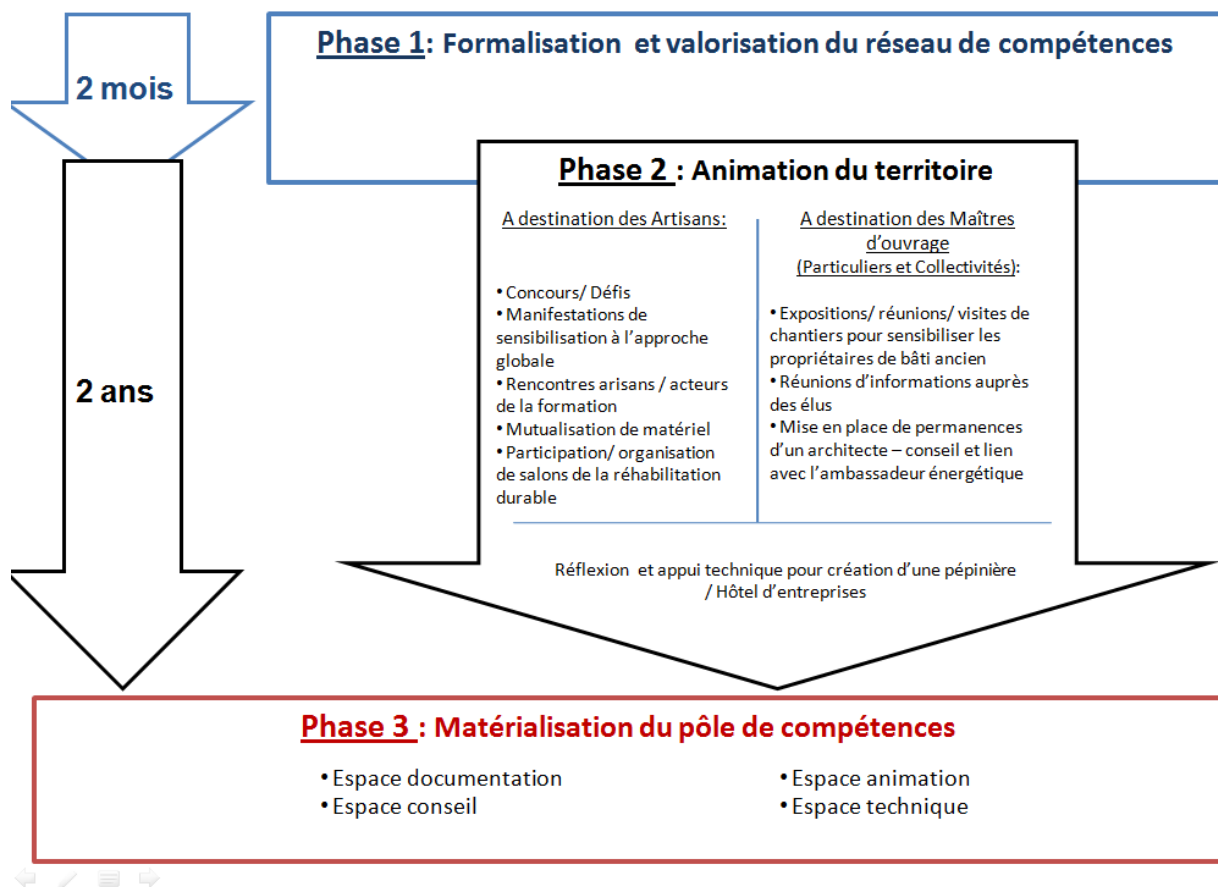 Phase 1: Formalisation et valorisation du réseau de compétences
2 mois
Phase 2 : Animation du territoire
A destination des Artisans:
• Concours/ Défis
• Manifestations de
sensibilisation à l'approche
globale
• Rencontres arisans / acteurs
de la formation
• Mutualisation de matériel
• Participation/ organisation
de salons de la réhabilitation
durable
A destination des Maîtres
d'ouvrage
(Particuliers et Collectivités):
• Expositions/ réunions/ visites de
chantiers pour sensibiliser les
propriétaires de bâti ancien
• Réunions d'informations auprès
des élus
• Mise en place de permanences
d'un architecte – conseil et lien
avec l'ambassadeur énergétique
2 ans
Réflexion et appui technique pour création d'une pépinière
/ Hôtel d'entreprises
Phase 3 : Matérialisation du pôle de compétences
• Espace documentation
• Espace conseil
• Espace animation
• Espace technique